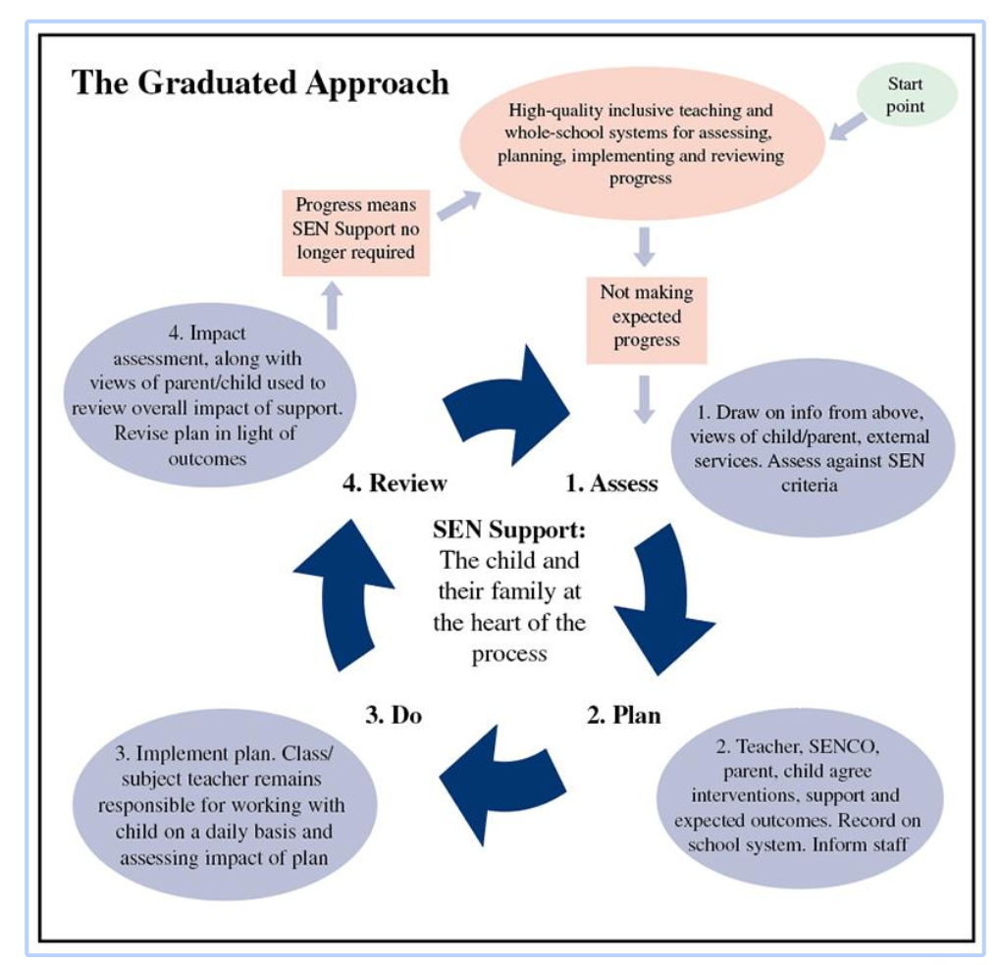 The Graduated Approach
Start
point
High-quality inclusive teaching and
whole-school systems for assessing,
planning, implementing and reviewing
progress
Progress means
SEN Support no
longer required
Not making
expected
progress
4. Impact
assessment, along with
views of parent/child used to
review overall impact of support.
Revise plan in light of
outcomes
1. Draw on info from above,
views of child/parent, external
services. Assess against SEN
criteria
4. Review
1. Assess
SEN Support:
The child and
their family at
the heart of the
process
3. Do
2. Plan
3. Implement plan. Class/
subject teacher remains
responsible for working with
child on a daily basis and
assessing impact of plan
2. Teacher, SENCO,
parent, child agree
interventions, support and
expected outcomes. Record on
school system. Inform staff